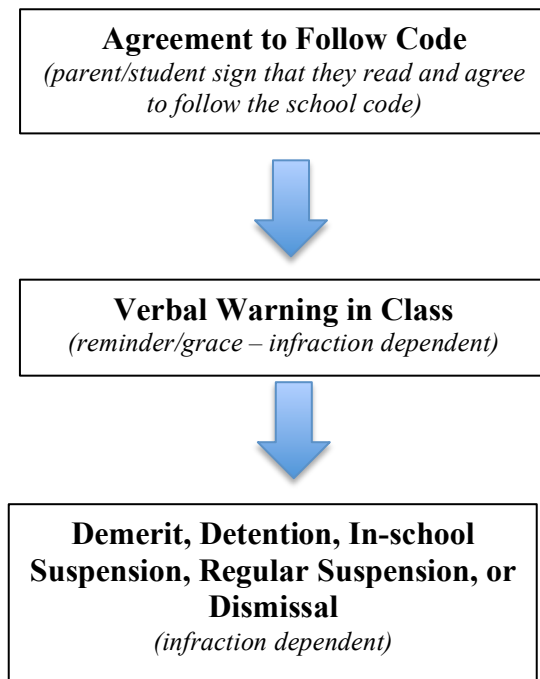 Agreement to Follow Code
(parent/student sign that they read and agree
to follow the school code)
Verbal Warning in Class
(reminder/grace – infraction dependent)
Demerit, Detention, In-school
Suspension, Regular Suspension, or
Dismissal
(infraction dependent)